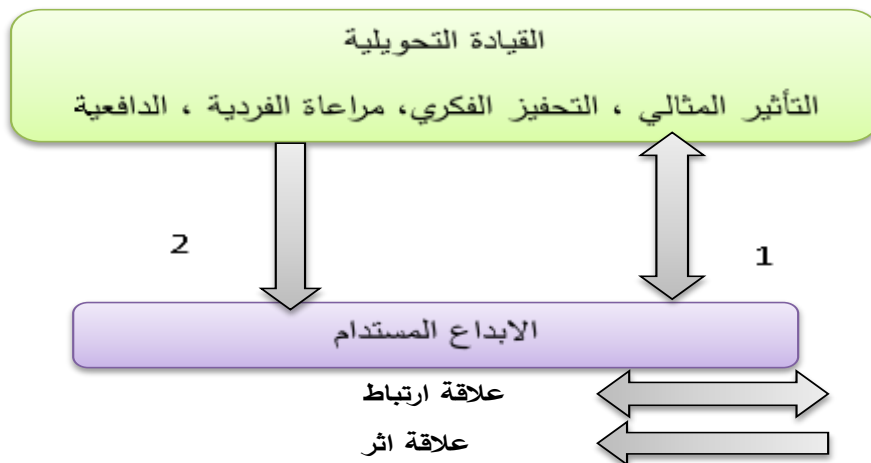 القيادة التحويلية
التأثير المثالي ، التحفيز الفكري، مراعاة الفردية ، الدافعية
1
2
الابداع المستدام
علاقة ارتباط
علاقة اثر